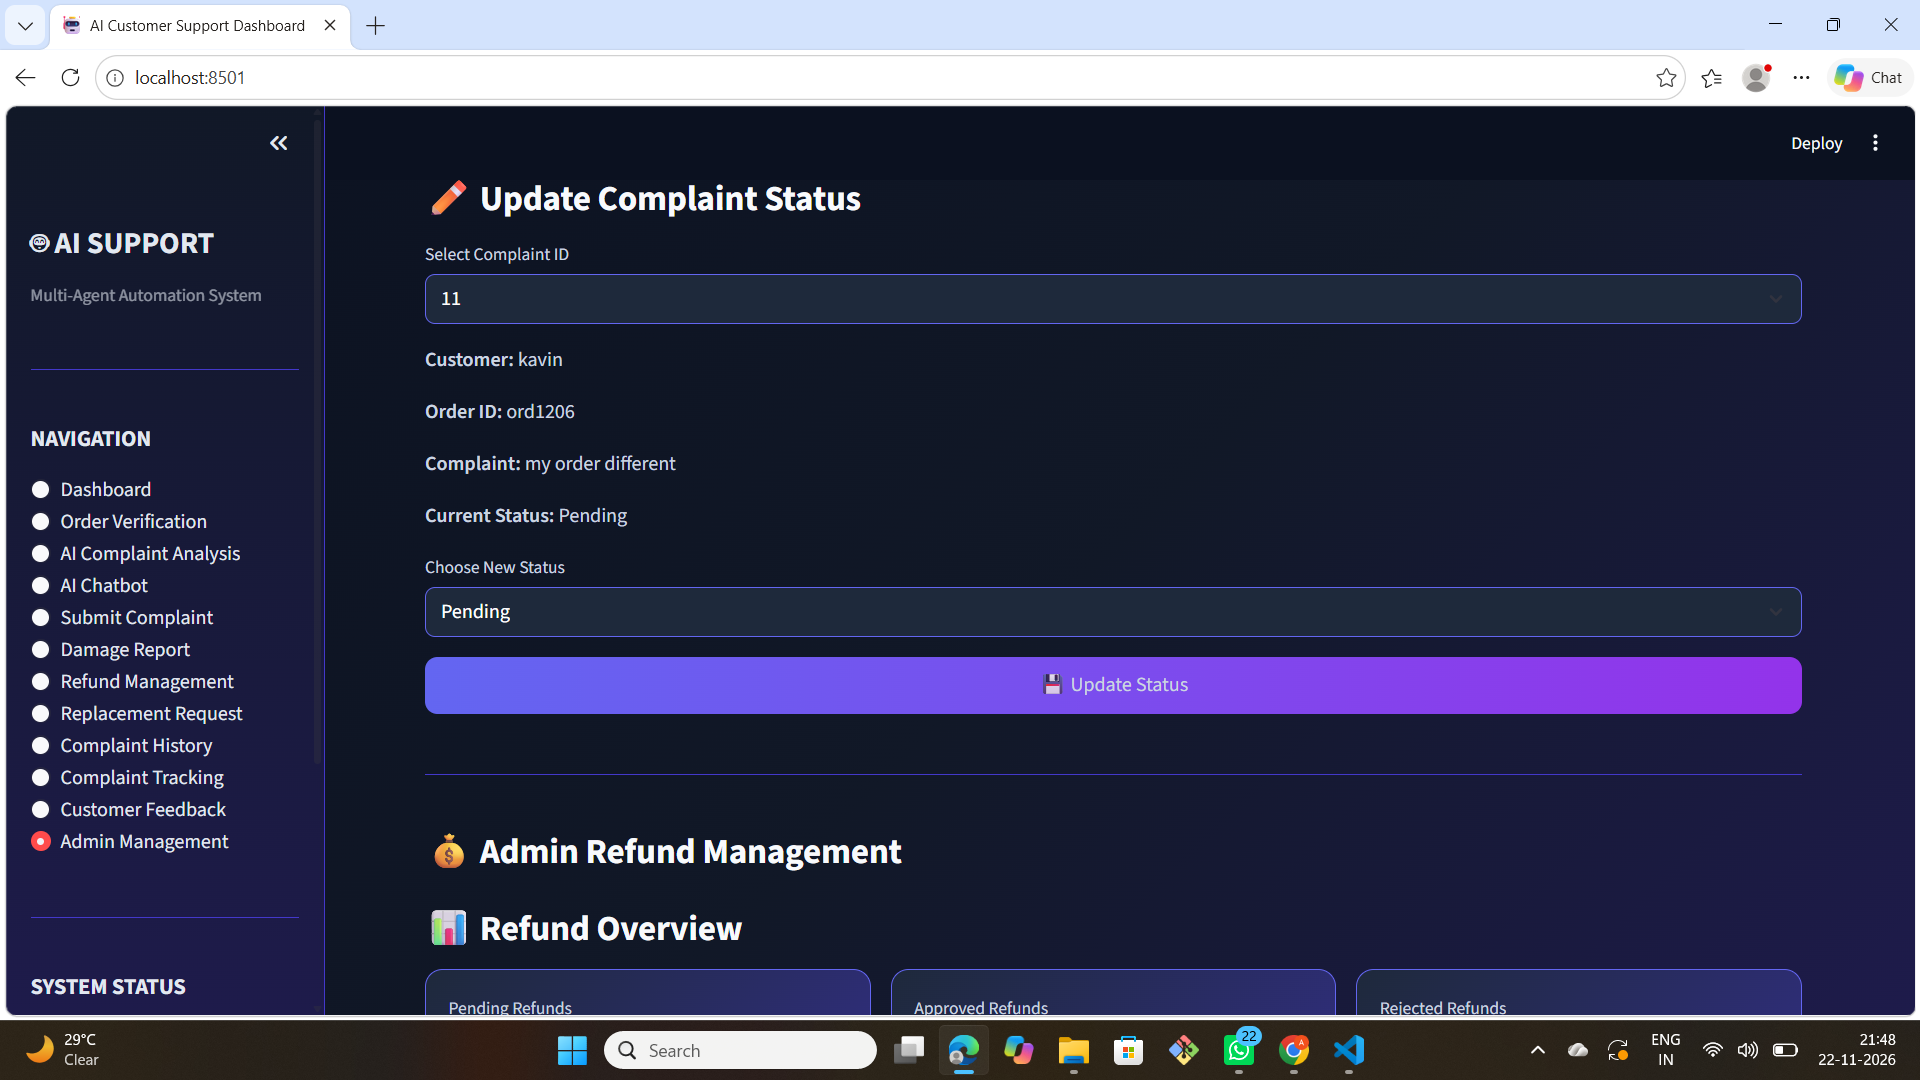 AI Customer Support Dashboard
localhost:8501
Chat
Deploy
AI SUPPORT
Multi-Agent Automation System
NAVIGATION
Dashboard
Order Verification
AI Complaint Analysis
AI Chatbot
Submit Complaint
Damage Report
Refund Management
Replacement Request
Complaint History
Complaint Tracking
Customer Feedback
Admin Management
SYSTEM STATUS
Update Complaint Status
Select Complaint ID
11
Customer: kavin
Order ID: ord1206
Complaint: my order different
Current Status: Pending
Choose New Status
Pending
Update Status
Admin Refund Management
Refund Overview
Pending Refunds
Approved Refunds
Rejected Refunds
29°C
Clear
Search
22
ENG
IN
21:48
22-11-2026